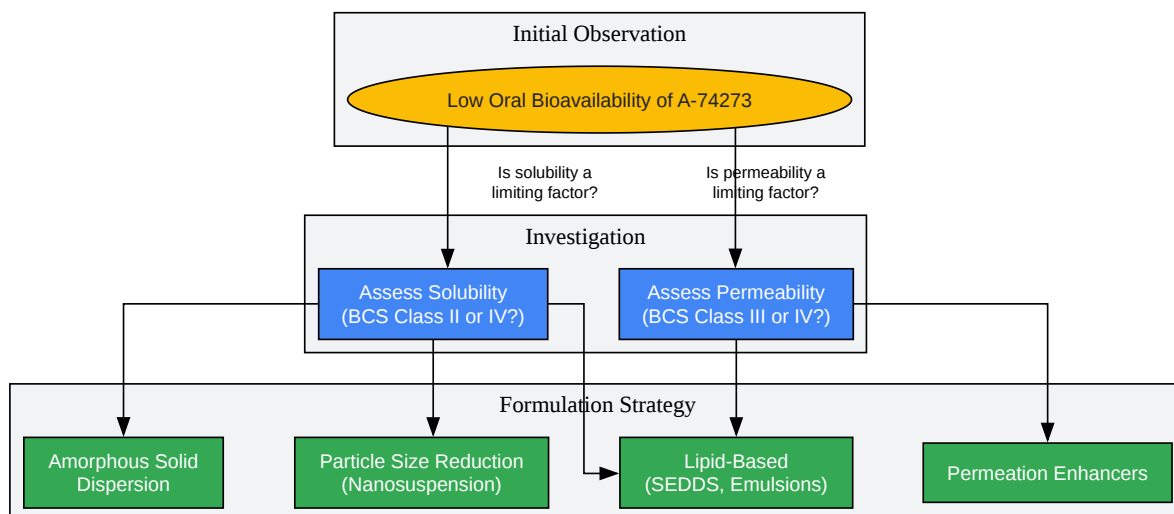 Initial Observation
Low Oral Bioavailability of A-74273
Is solubility a
limiting factor?
Is permeability a
limiting factor?
Investigation
Assess Solubility
(BCS Class II or IV?)
Assess Permeability
(BCS Class III or IV?)
Formulation Strategy
Amorphous Solid
Dispersion
Particle Size Reduction
(Nanosuspension)
Lipid-Based
(SEDDS, Emulsions)
Permeation Enhancers